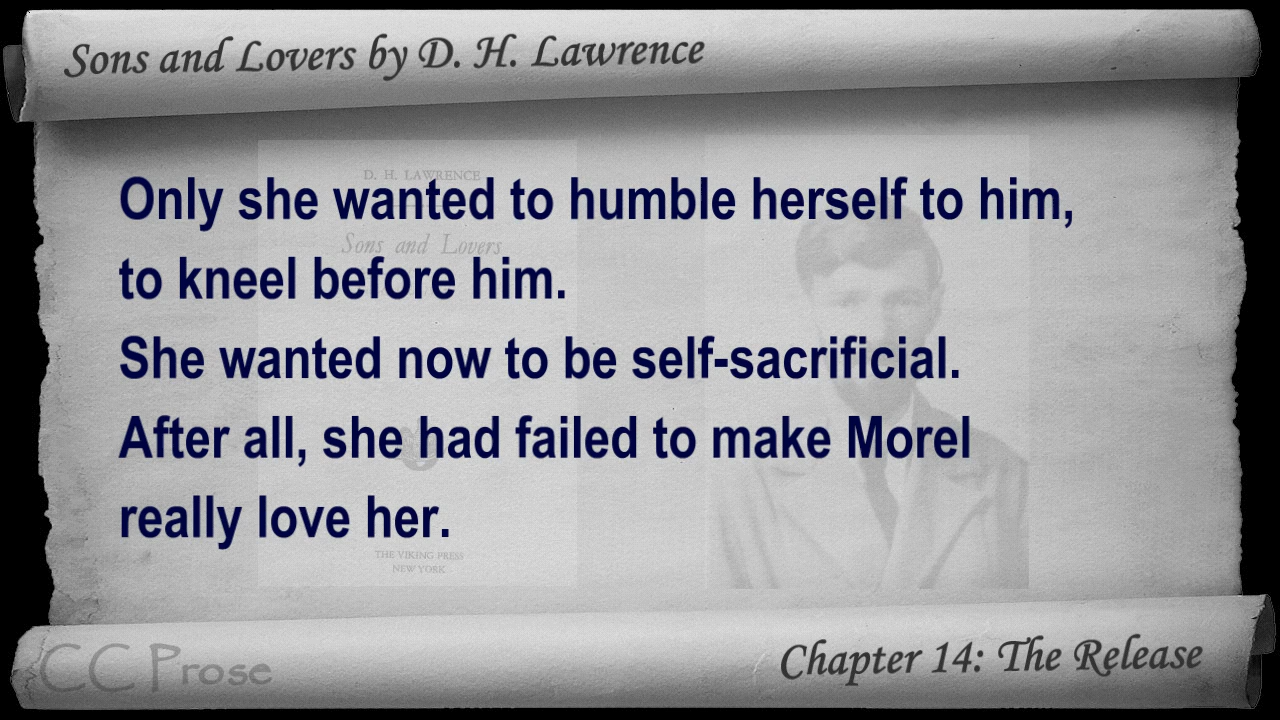 Sons and Lovers by D. H. Lawrence
D. H. LAWRENCE
Only she wanted to humble herself to him,
Sons and Lovers
to kneel before him.
She wanted now to be self-sacrificial.
After all, she had failed to make Morel
really love her.
THE VIKING PRESS
NEW YORK
CC Prose
Chapter 14: The Release